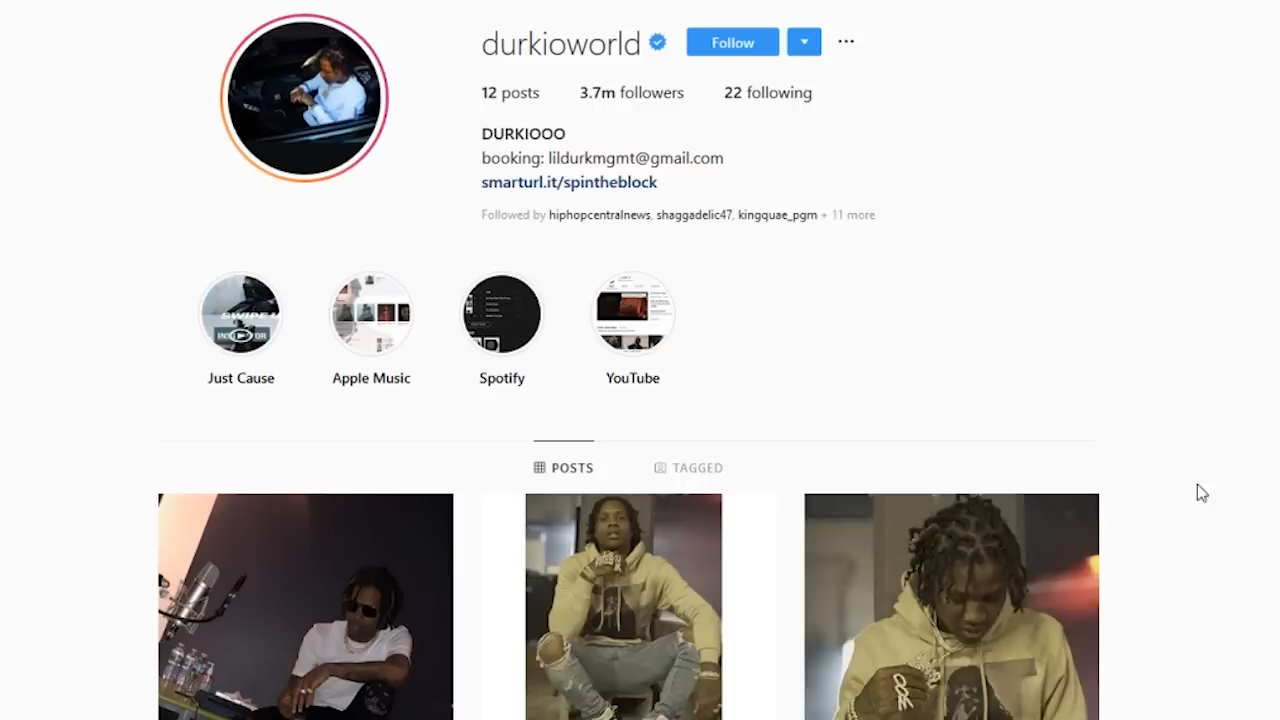 durkioworld Follow
12 posts 3.7m followers 22 following
DURKIOOO
booking: lildurkmgmt@gmail.com
smarturl.it/spintheblock
Followed by hiphopcentralnews, shaggadelic47, kingquae_pgm + 11 more
SWIPE U
Just Cause Apple Music Spotify YouTube
POSTS TAGGED